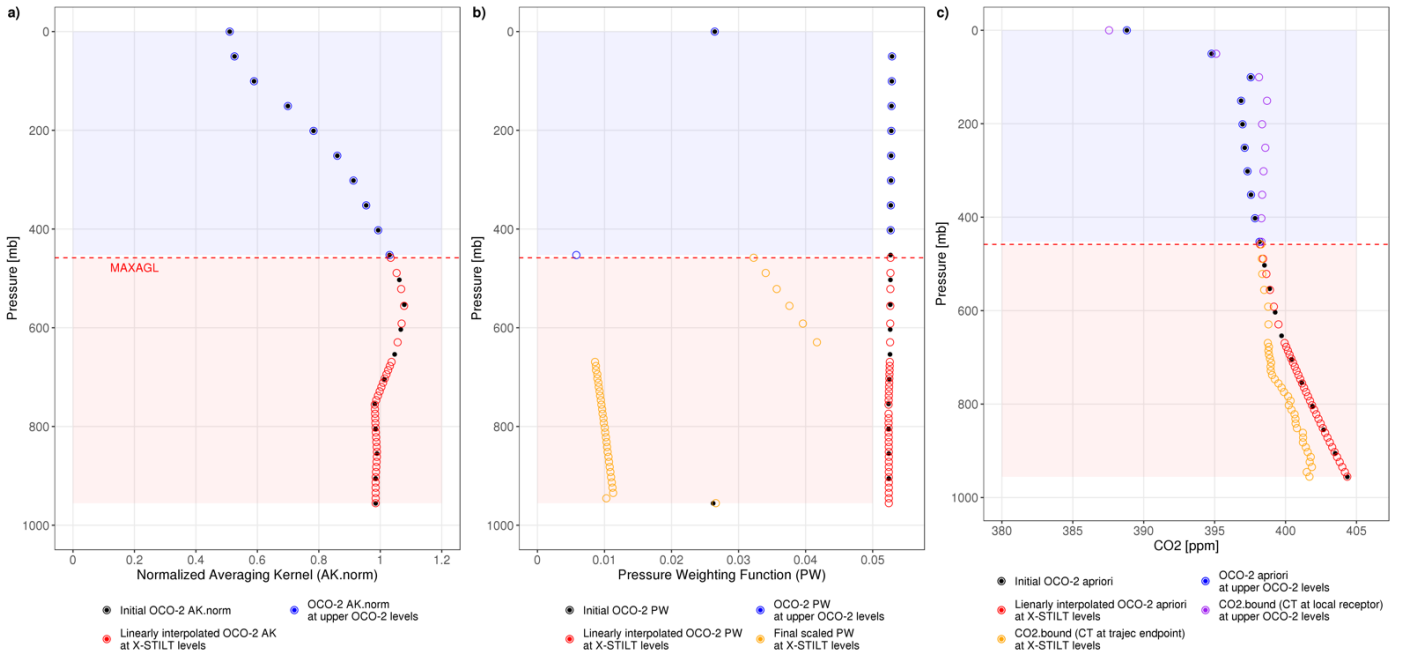 a)
0
200
400
600
800
1000
Pressure [mb]
MAXAGL
0
0.2
0.4
0.6
0.8
1
1.2
Normalized Averaging Kernel (AK.norm)
Initial OCO-2 AK.norm
OCO-2 AK.norm
at upper OCO-2 levels
Linearly interpolated OCO-2 AK
at X-STILT levels
b)
0
200
400
600
800
1000
Pressure [mb]
0
0.01
0.02
0.03
0.04
0.05
Pressure Weighting Function (PW)
Initial OCO-2 PW
OCO-2 PW
at upper OCO-2 levels
Linearly interpolated OCO-2 PW
at X-STILT levels
Final scaled PW
at X-STILT levels
c)
0
200
400
600
800
1000
Pressure [mb]
380
385
390
395
400
405
CO2 [ppm]
Initial OCO-2 apriori
OCO-2 apriori
at upper OCO-2 levels
Lienarly interpolated OCO-2 apriori
at X-STILT levels
CO2.bound (CT at local receptor)
at upper OCO-2 levels
CO2.bound (CT at trajec endpoint)
at X-STILT levels